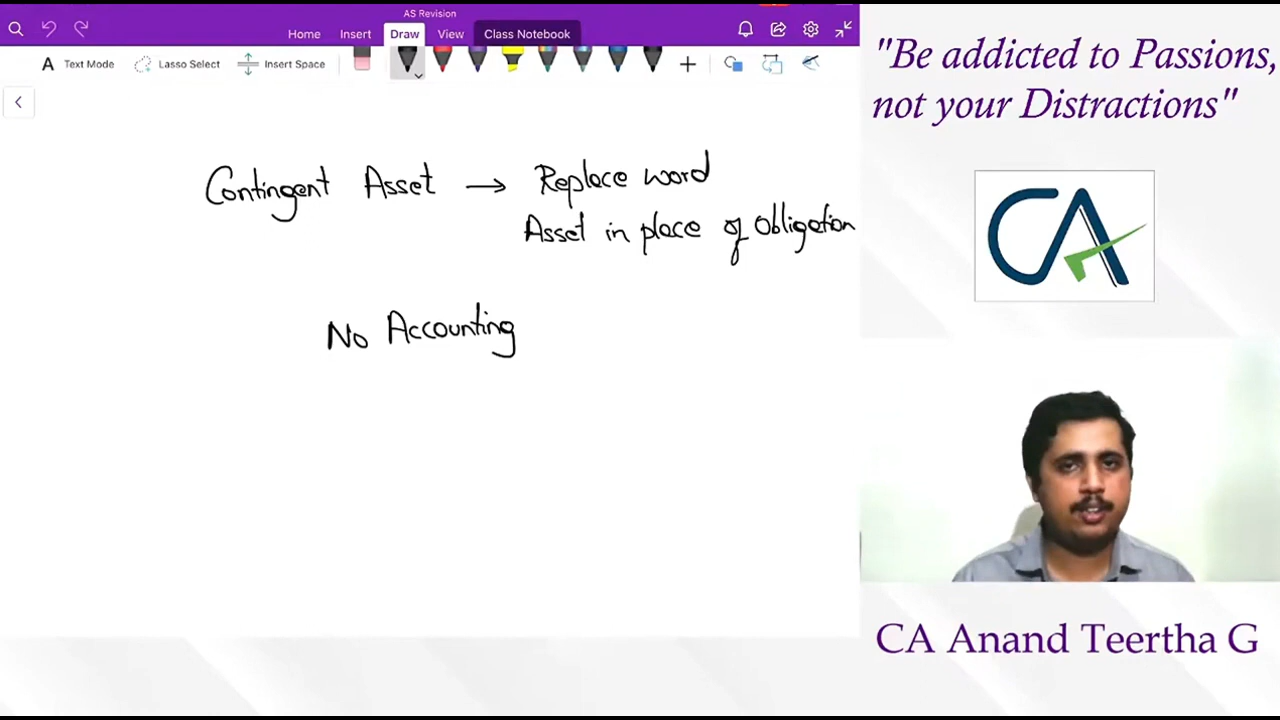 AS Revision
Home Insert Draw View Class Notebook
A Text Mode Lasso Select Insert Space
Contingent Asset → Replace word
Asset in place of obligation
No Accounting
"Be addicted to Passions,
not your Distractions"
CA
CA Anand Teertha G